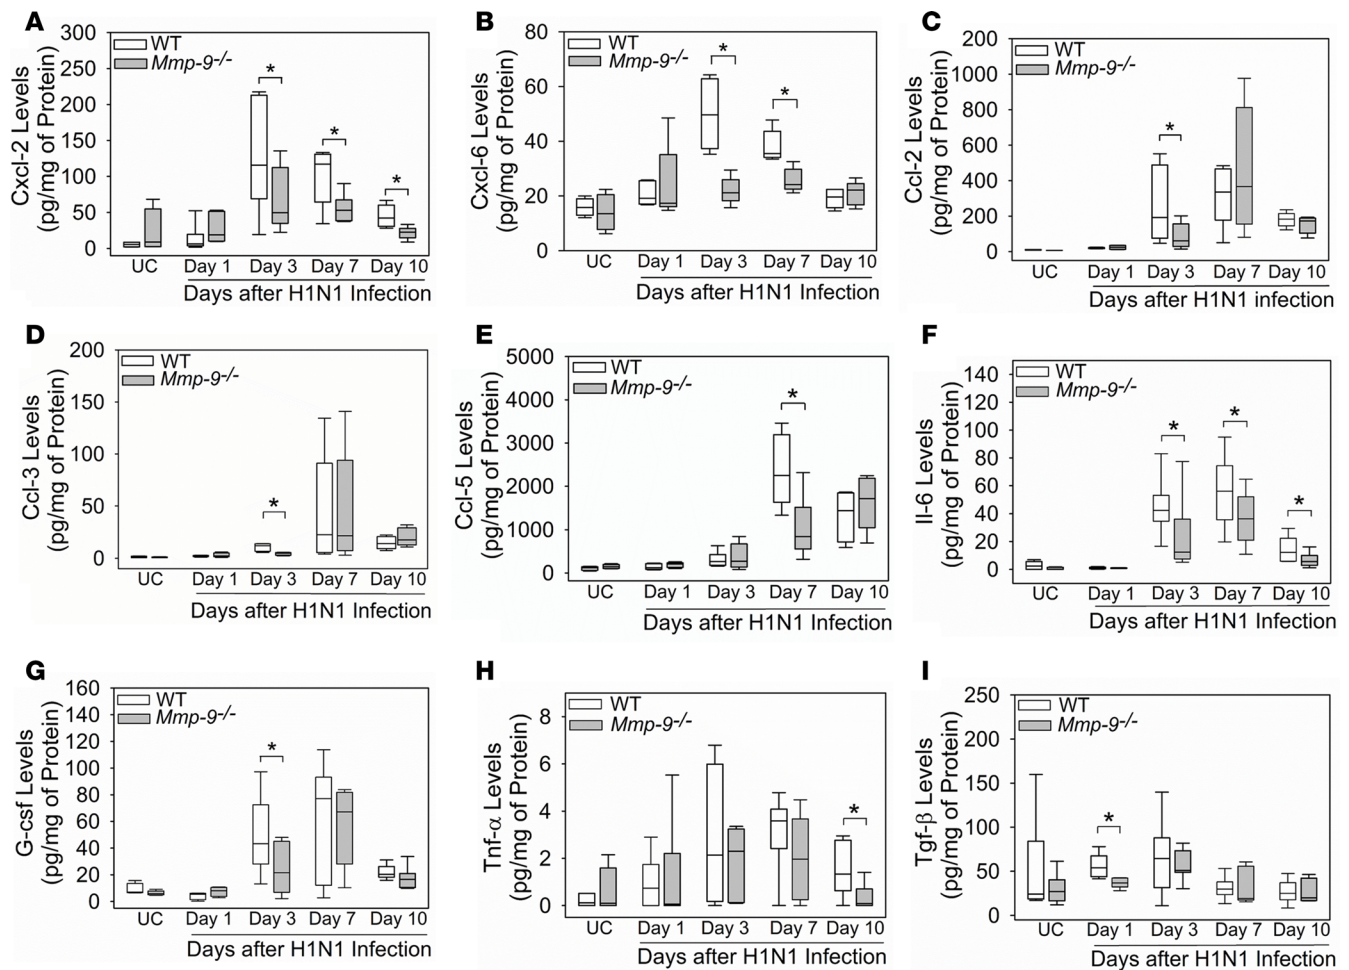 A
Cxcl-2 Levels
(pg/mg of Protein)
300
250
200
150
100
50
0
WT
Mmp-9-/-
*
*
*
UC Day 1 Day 3 Day 7 Day 10
Days after H1N1 Infection
B
Cxcl-6 Levels
(pg/mg of Protein)
80
60
40
20
0
WT
Mmp-9-/-
*
*
UC Day 1 Day 3 Day 7 Day 10
Days after H1N1 Infection
C
Ccl-2 Levels
(pg/mg of Protein)
200
1000
800
600
400
200
0
WT
Mmp-9-/-
*
UC Day 1 Day 3 Day 7 Day 10
Days after H1N1 infection
D
Ccl-3 Levels
(pg/mg of Protein)
200
150
100
50
0
WT
Mmp-9-/-
*
UC Day 1 Day 3 Day 7 Day 10
Days after H1N1 Infection
E
Ccl-5 Levels
(pg/mg of Protein)
5000
4000
3000
2000
1000
0
WT
Mmp-9-/-
*
UC Day 1 Day 3 Day 7 Day 10
Days after H1N1 Infection
F
Il-6 Levels
(pg/mg of Protein)
140
120
100
80
60
40
20
0
WT
Mmp-9-/-
*
*
*
UC Day 1 Day 3 Day 7 Day 10
Days after H1N1 Infection
G
G-csf Levels
(pg/mg of Protein)
160
140
120
100
80
60
40
20
0
WT
Mmp-9-/-
*
UC Day 1 Day 3 Day 7 Day 10
Days after H1N1 Infection
H
Tnf-α Levels
(pg/mg of Protein)
8
6
4
2
0
WT
Mmp-9-/-
*
UC Day 1 Day 3 Day 7 Day 10
Days after H1N1 Infection
I
Tgf-β Levels
(pg/mg of Protein)
250
200
150
100
50
0
WT
Mmp-9-/-
*
UC Day 1 Day 3 Day 7 Day 10
Days after H1N1 Infection